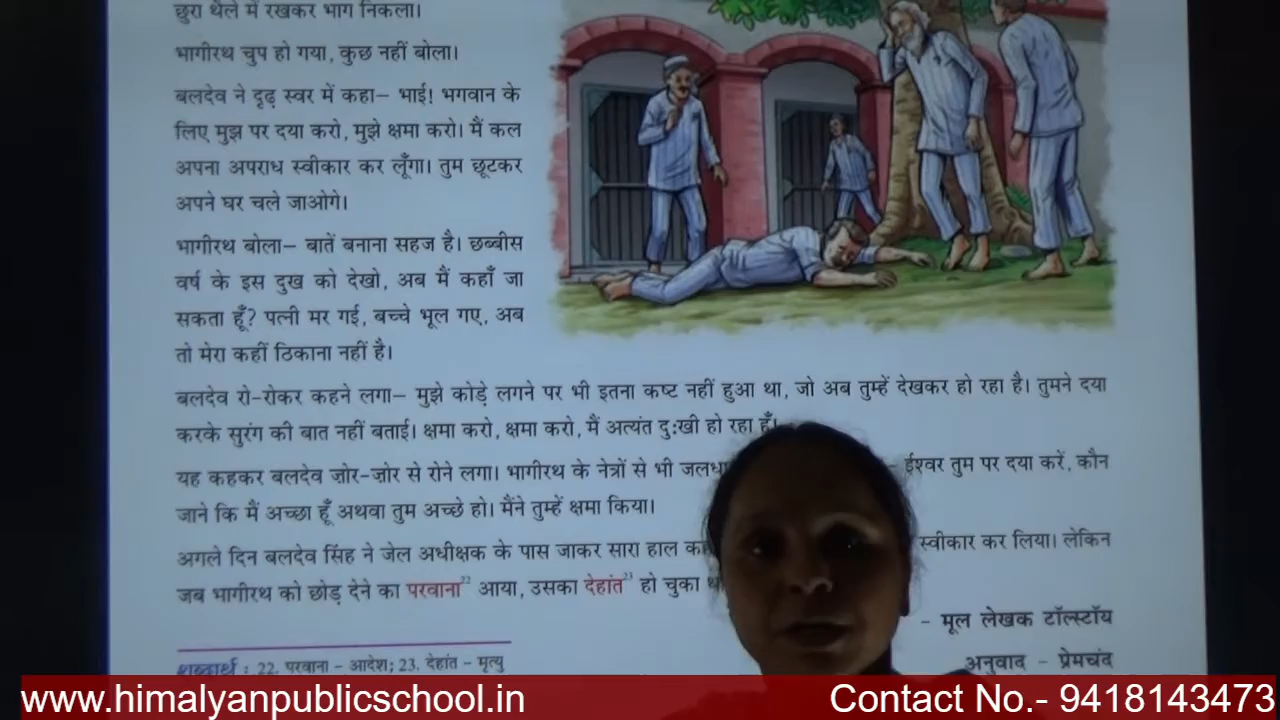 छुरा थैले में रखकर भाग निकला।
भागीरथ चुप हो गया, कुछ नहीं बोला।
बलदेव ने दृढ़ स्वर में कहा– भाई! भगवान के
लिए मुझ पर दया करो, मुझे क्षमा करो। मैं कल
अपना अपराध स्वीकार कर लूँगा। तुम छूटकर
अपने घर चले जाओगे।
भागीरथ बोला– बातें बनाना सहज है। छब्बीस
वर्ष के इस दुख को देखो, अब मैं कहाँ जा
सकता हूँ? पत्नी मर गई, बच्चे भूल गए, अब
तो मेरा कहीं ठिकाना नहीं है।
बलदेव रो-रोकर कहने लगा– मुझे कोड़े लगने पर भी इतना कष्ट नहीं हुआ था, जो अब तुम्हें देखकर हो रहा है। तुमने दया
करके सुरंग की बात नहीं बताई। क्षमा करो, क्षमा करो, मैं अत्यंत दुःखी हो रहा हूँ।
यह कहकर बलदेव ज़ोर-ज़ोर से रोने लगा। भागीरथ के नेत्रों से भी – ईश्वर तुम पर दया करें, कौन
जाने कि मैं अच्छा हूँ अथवा तुम अच्छे हो। मैंने तुम्हें क्षमा किया।
अगले दिन बलदेव सिंह ने जेल अधीक्षक के पास जाकर सारा हाल स्वीकार कर लिया। लेकिन
जब भागीरथ को छोड़ देने का परवाना22 आया, उसका देहांत23 हो चुका
– मूल लेखक टॉल्स्टॉय
शब्दार्थ : 22. परवाना – आदेश; 23. देहांत – मृत्यु
अनुवाद – प्रेमचंद
www.himalyanpublicschool.in
Contact No.- 9418143473